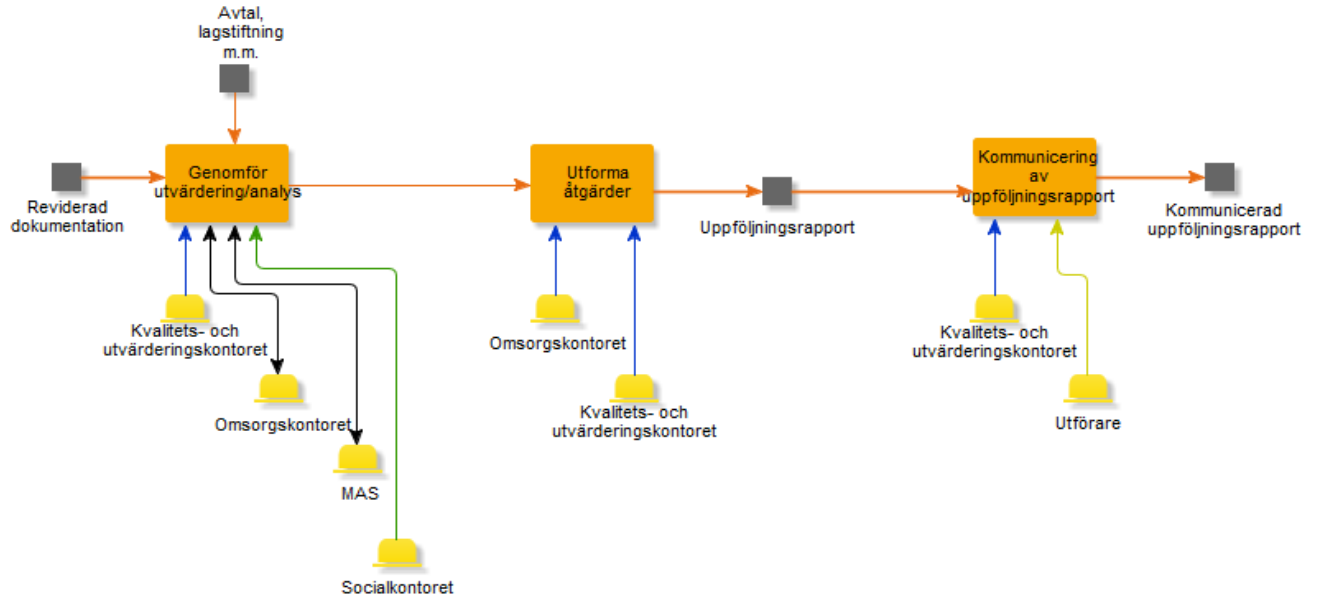 Avtal,
lagstiftning
m.m.
Reviderad
dokumentation
Genomför
utvärdering/analys
Utforma
åtgärder
Uppföljningsrapport
Kommunicering
av
uppföljningsrapport
Kommunicerad
uppföljningsrapport
Kvalitets- och
utvärderingskontoret
Omsorgskontoret
MAS
Socialkontoret
Omsorgskontoret
Kvalitets- och
utvärderingskontoret
Kvalitets- och
utvärderingskontoret
Utförare